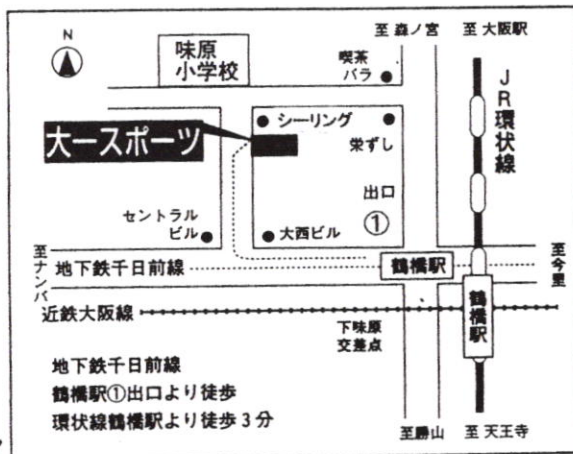 N
味原
小学校
至 森ノ宮
至 大阪駅
喫茶
バラ
JR環状線
シーリング
大一スポーツ
栄ずし
出口
①
セントラル
ビル
大西ビル
至ナンバ
地下鉄千日前線
鶴橋駅
至今里
近鉄大阪線
鶴橋駅
下味原
交差点
地下鉄千日前線
鶴橋駅①出口より徒歩
環状線鶴橋駅より徒歩3分
至勝山
至 天王寺